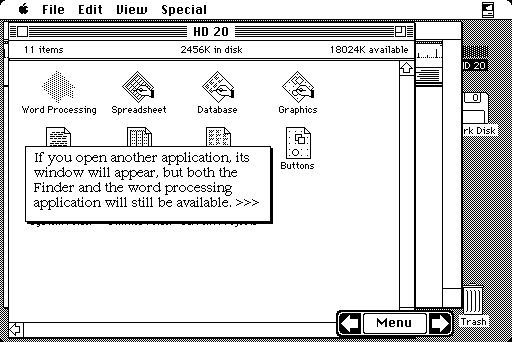 File Edit View Special
HD 20
11 items 2456K in disk 18024K available
HD 20
Word Processing Spreadsheet Database Graphics
rk Disk
If you open another application, its
window will appear, but both the
Finder and the word processing
application will still be available. >>>
Buttons
Menu
Trash